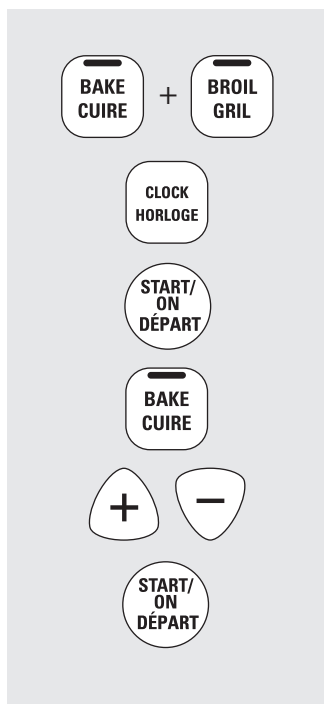 BAKE
CUIRE
+
BROIL
GRIL
CLOCK
HORLOGE
START/
ON
DÉPART
BAKE
CUIRE
+ −
START/
ON
DÉPART